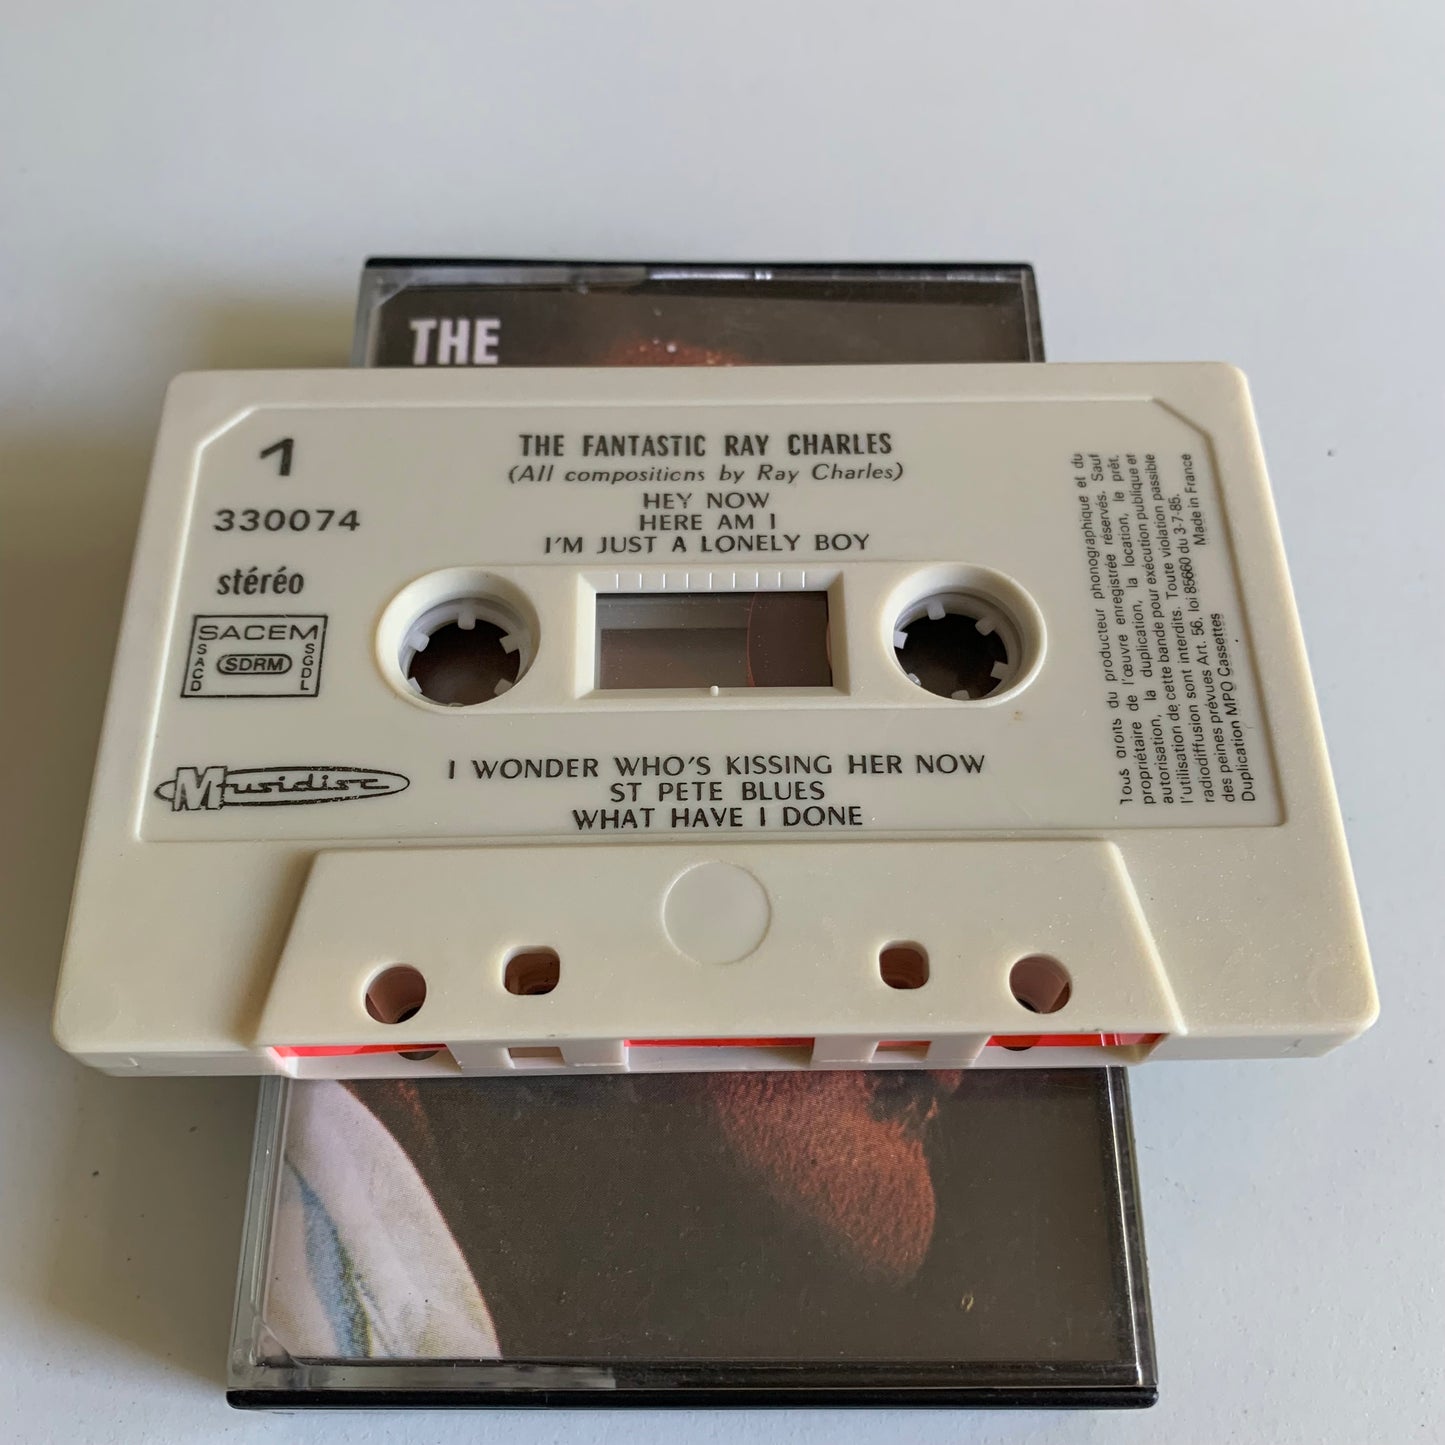 THE
1
330074
stéréo
SACEM
SACD
SDRM
SGDL
THE FANTASTIC RAY CHARLES
(All compositions by Ray Charles)
HEY NOW
HERE AM I
I'M JUST A LONELY BOY
Musidisc
I WONDER WHO'S KISSING HER NOW
ST PETE BLUES
WHAT HAVE I DONE
Tous droits du producteur phonographique et du
propriétaire de l'œuvre enregistrée réservés. Sauf
autorisation, la duplication, la location, le prêt,
l'utilisation de cette bande pour exécution publique et
radiodiffusion sont interdits. Toute violation passible
des peines prévues Art. 56. loi 85660 du 3-7-85.
Duplication MPO Cassettes Made in France